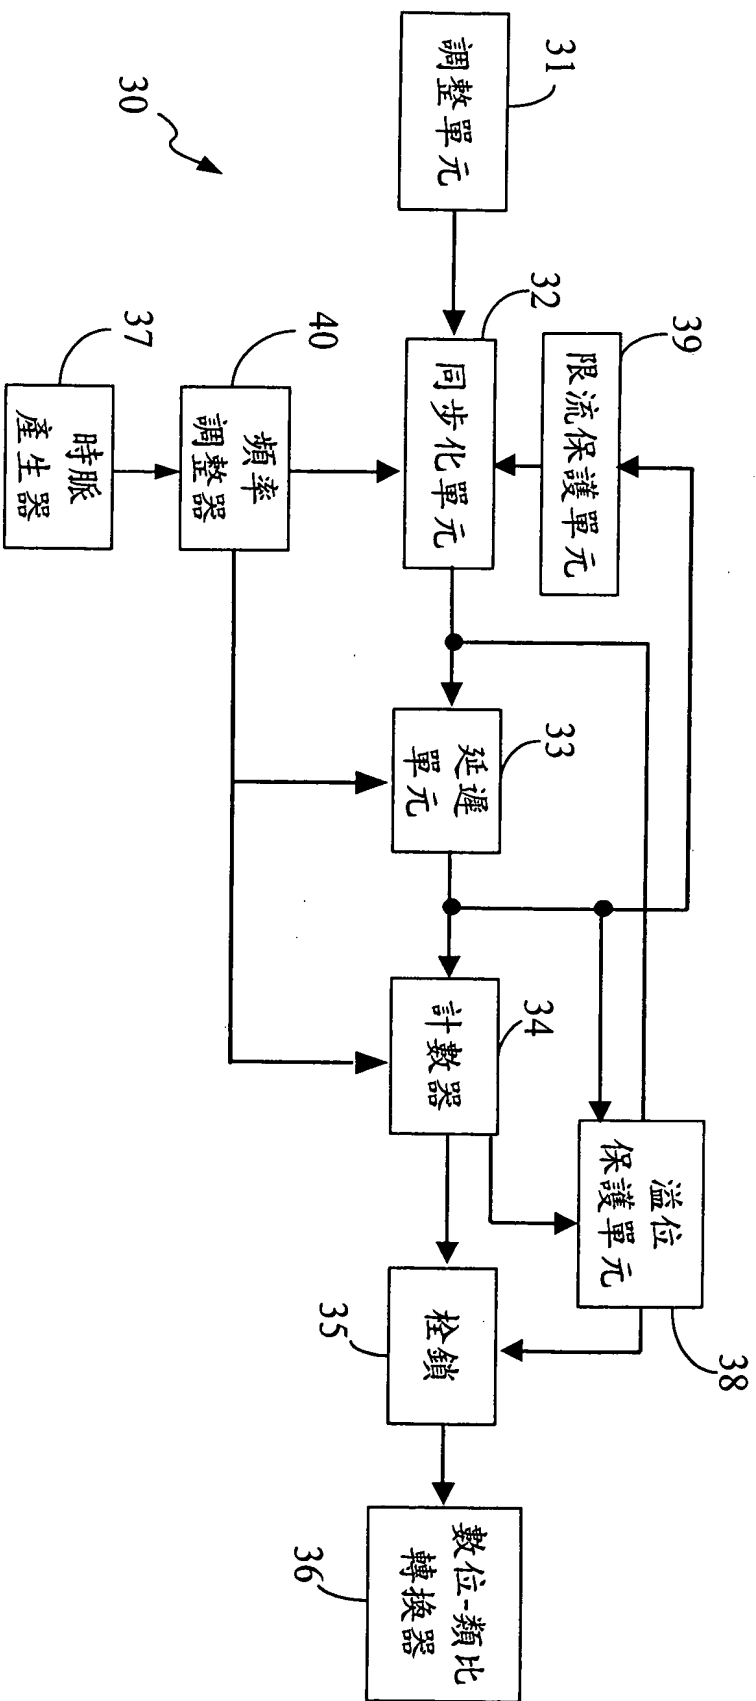 30
31
調整單元
39
限流保護單元
32
同步化單元
40
頻率
調整器
37
時脈
產生器
33
延遲
單元
34
計數器
38
溢位
保護單元
35
栓鎖
36
數位-類比
轉換器